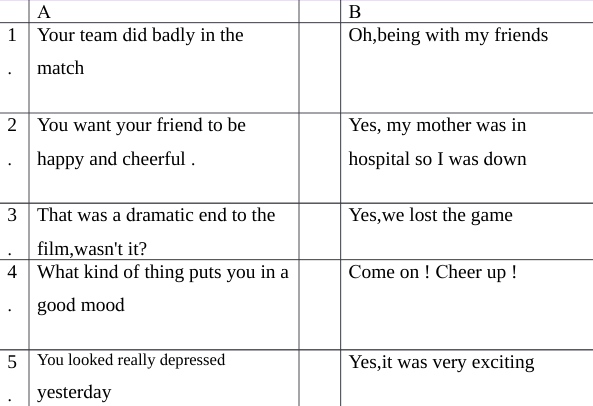 A B
1 Your team did badly in the Oh,being with my friends
. match
2 You want your friend to be Yes, my mother was in
. happy and cheerful . hospital so I was down
3 That was a dramatic end to the Yes,we lost the game
. film,wasn't it?
4 What kind of thing puts you in a Come on ! Cheer up !
. good mood
5 You looked really depressed Yes,it was very exciting
. yesterday